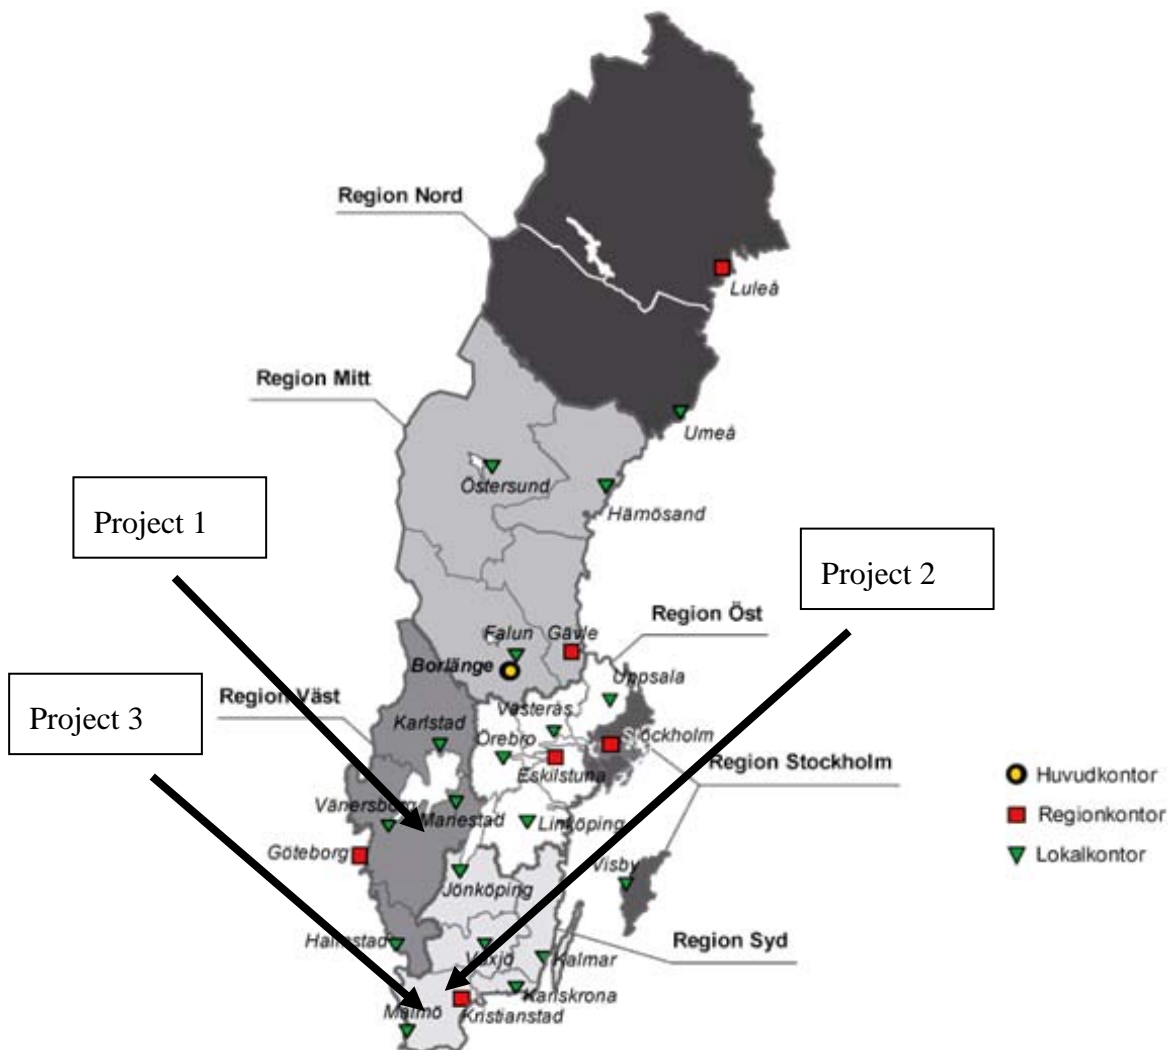 Region Nord
Luleå
Region Mitt
Umeå
Östersund
Hämösand
Project 1
Project 2
Region Öst
Falun
Gävle
Borlänge
Uppsala
Region Väst
Project 3
Västerås
Karlstad
Örebro
Stockholm
Eskilstuna
Region Stockholm
Huvudkontor
Vänersborg
Manestad
Linköping
Regionkontor
Göteborg
Visby
Lokalkontor
Jönköping
Halmstad
Växjö
Kalmar
Region Syd
Karlskrona
Malmö
Kristianstad